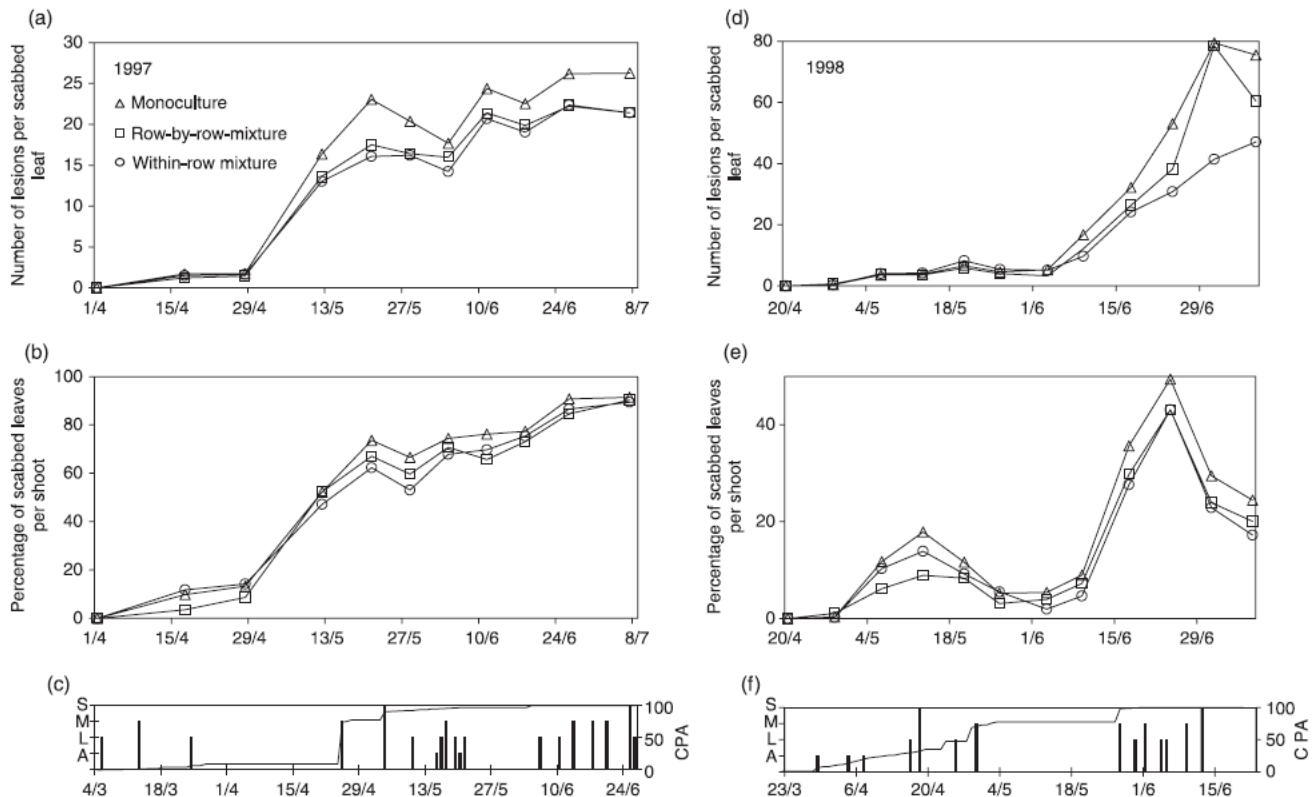 (a)
30
25
20
15
10
5
0
Number of lesions per scabbed
leaf
1997
Monoculture
Row-by-row-mixture
Within-row mixture
1/4 15/4 29/4 13/5 27/5 10/6 24/6 8/7
(d)
80
60
40
20
0
Number of lesions per scabbed
leaf
1998
20/4 4/5 18/5 1/6 15/6 29/6
(b)
100
80
60
40
20
0
Percentage of scabbed leaves
per shoot
1/4 15/4 29/4 13/5 27/5 10/6 24/6 8/7
(e)
40
20
0
Percentage of scabbed leaves
per shoot
20/4 4/5 18/5 1/6 15/6 29/6
(c)
S
M
L
A
100
50
0
CPA
4/3 18/3 1/4 15/4 29/4 13/5 27/5 10/6 24/6
(f)
S
M
L
A
100
50
0
CPA
23/3 6/4 20/4 4/5 18/5 1/6 15/6